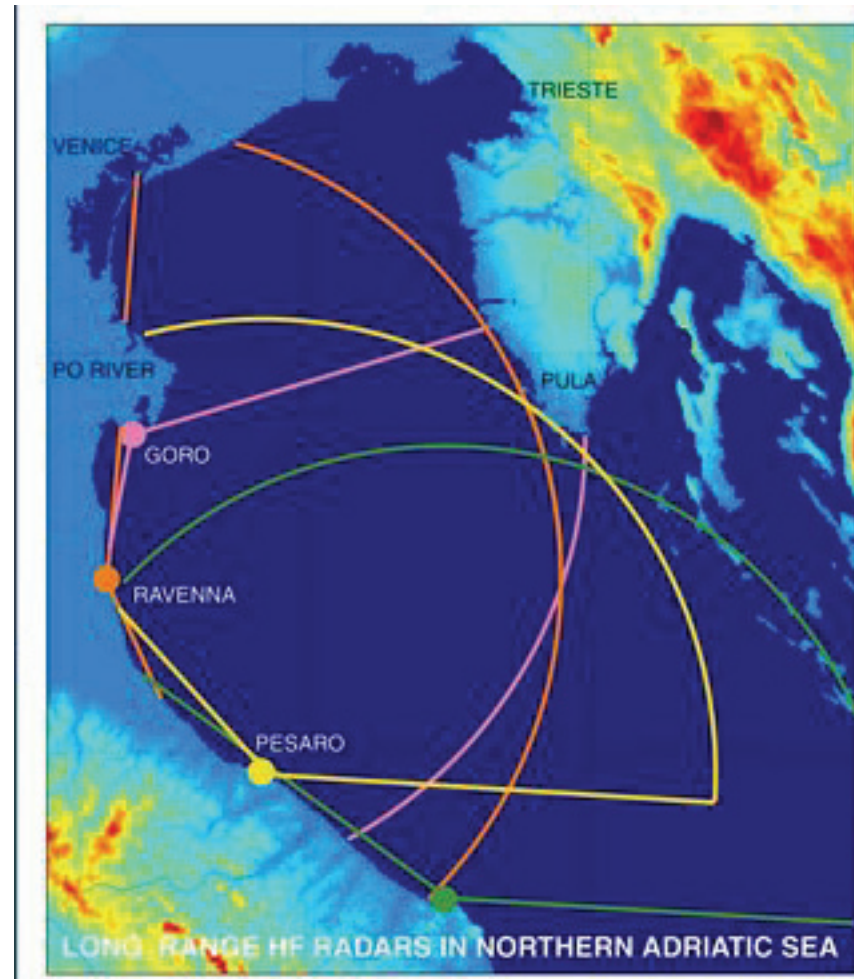 TRIESTE
VENICE
PO RIVER
PULA
GORO
RAVENNA
PESARO
LONG RANGE HF RADARS IN NORTHERN ADRIATIC SEA